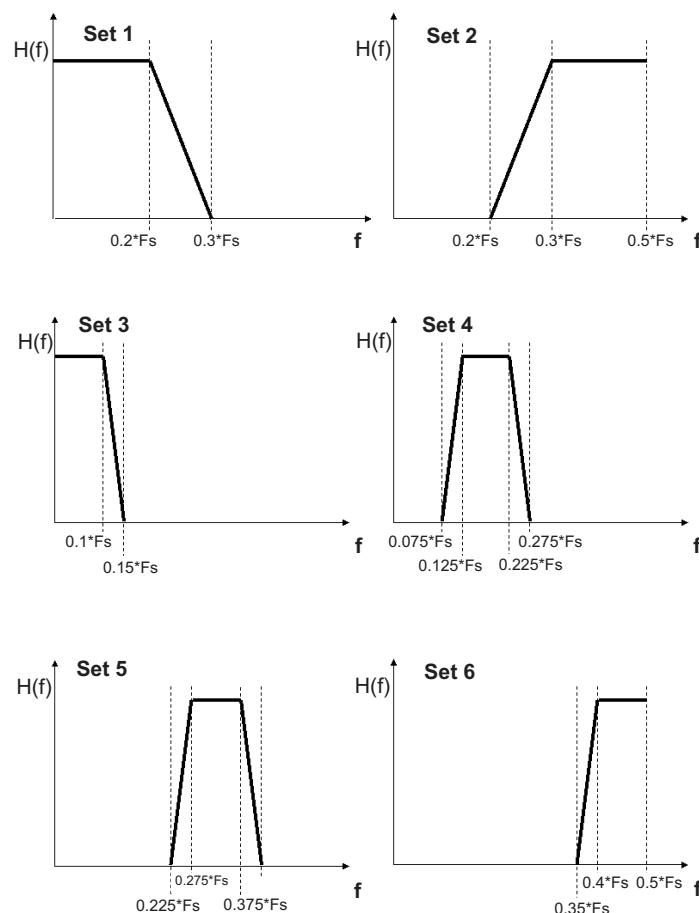 Set 1
H(f)
0.2*Fs 0.3*Fs
f
Set 2
H(f)
0.2*Fs 0.3*Fs 0.5*Fs
f
Set 3
H(f)
0.1*Fs
0.15*Fs
f
Set 4
H(f)
0.075*Fs 0.275*Fs
0.125*Fs 0.225*Fs
f
Set 5
H(f)
0.275*Fs
0.225*Fs 0.375*Fs
f
Set 6
H(f)
0.4*Fs 0.5*Fs
0.35*Fs
f